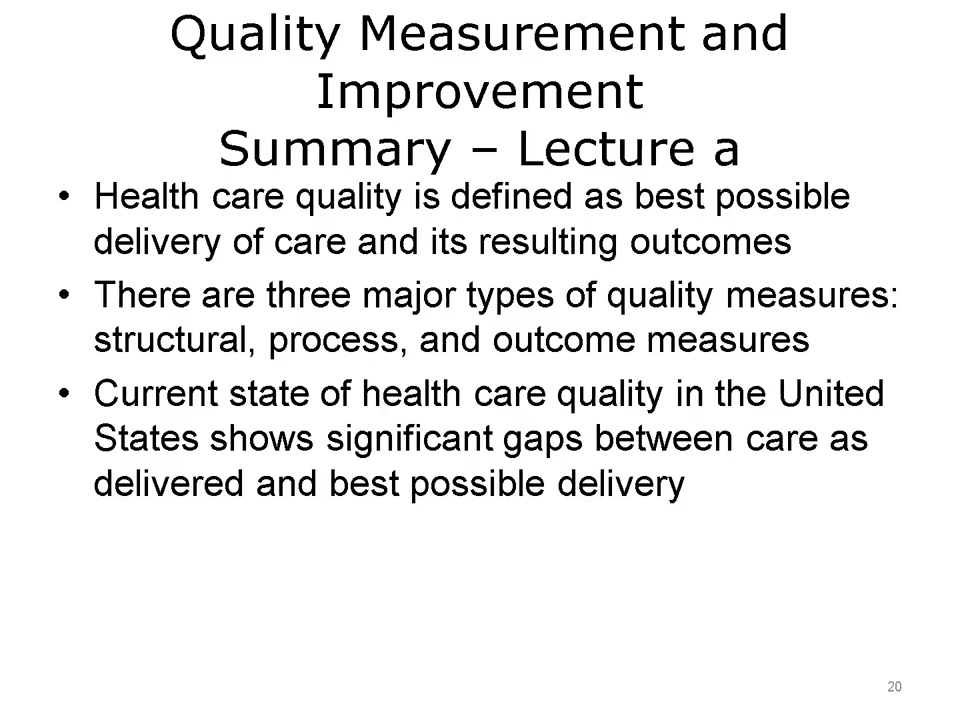 Quality Measurement and
Improvement
Summary – Lecture a
• Health care quality is defined as best possible
delivery of care and its resulting outcomes
• There are three major types of quality measures:
structural, process, and outcome measures
• Current state of health care quality in the United
States shows significant gaps between care as
delivered and best possible delivery
20